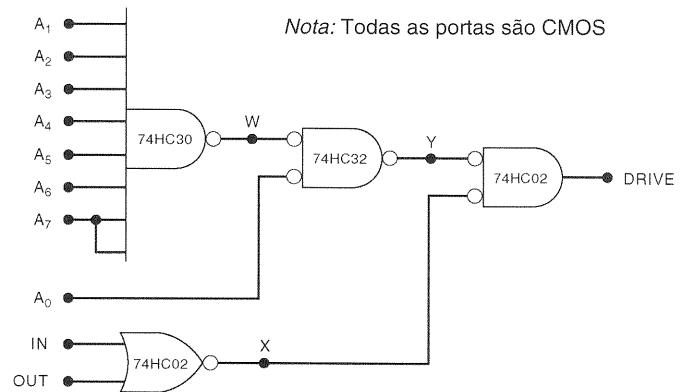 Nota: Todas as portas são CMOS
A1
A2
A3
A4
A5
A6
A7
74HC30
W
74HC32
Y
74HC02
DRIVE
A0
IN
OUT
74HC02
X